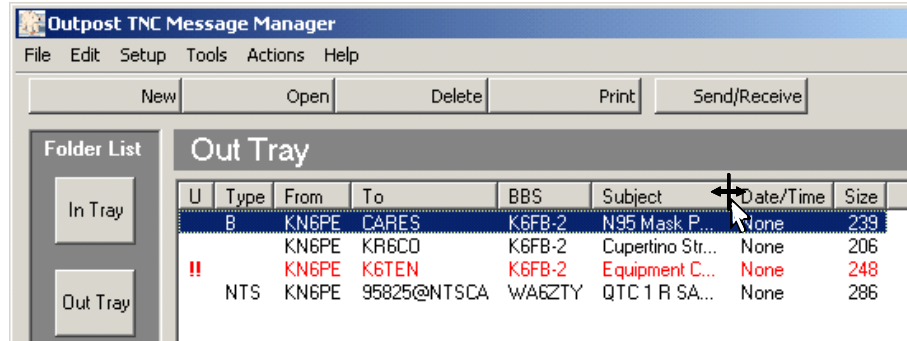 Outpost TNC Message Manager
File Edit Setup Tools Actions Help
New Open Delete Print Send/Receive
Folder List
Out Tray
In Tray
Out Tray
U Type From To BBS Subject Date/Time Size
B KN6PE CARES K6FB-2 N95 Mask P... None 239
KN6PE KR6CO K6FB-2 Cupertino Str... None 206
!! KN6PE K6TEN K6FB-2 Equipment C... None 248
NTS KN6PE 95825@NTSCA WA6ZTY QTC 1 R SA... None 286